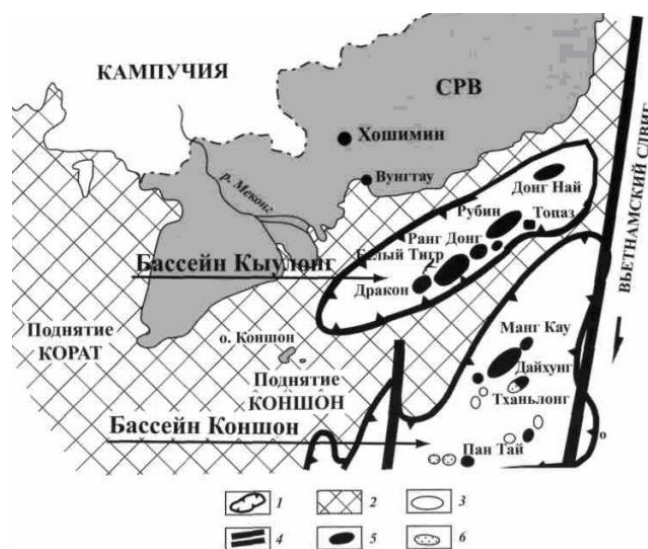 КАМПУЧИЯ
СРВ
Хошимин
Вунгтау
р. Меконг
Донг Най
Рубин
Топаз
Ранг Донг
Белый Тигр
Бассейн Кыулонг
Дракон
ВЬЕТНАМСКИЙ СДВИГ
Поднятие
КОРАТ
о. Коншон
Манг Кау
Дайхунг
Поднятие
КОНШОН
Тханьлонг
Бассейн Коншон
Пан Тай
1
2
3
4
5
6